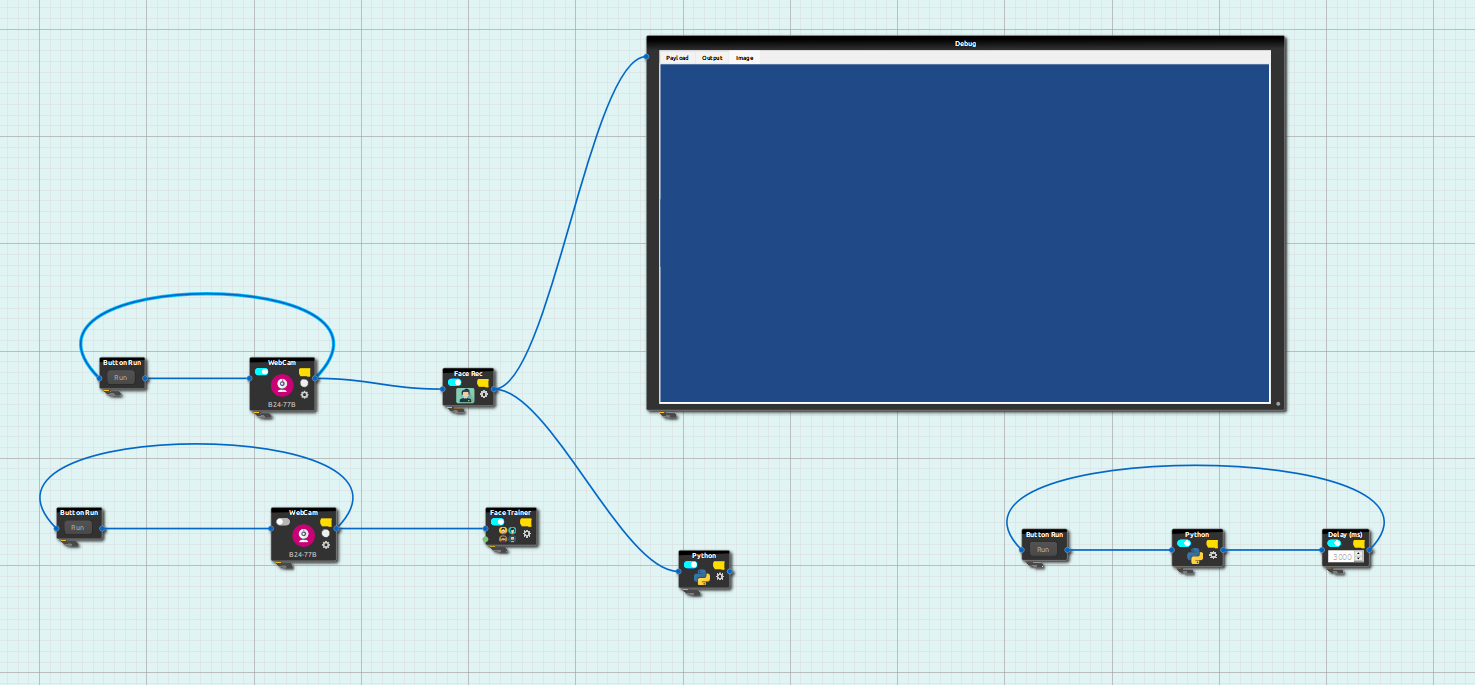 Debug
Payload Output Image
Button Run
Run
WebCam
B24-77B
Face Rec
Button Run
Run
WebCam
B24-77B
Face Trainer
Python
Button Run
Run
Python
Delay (ms)
3000